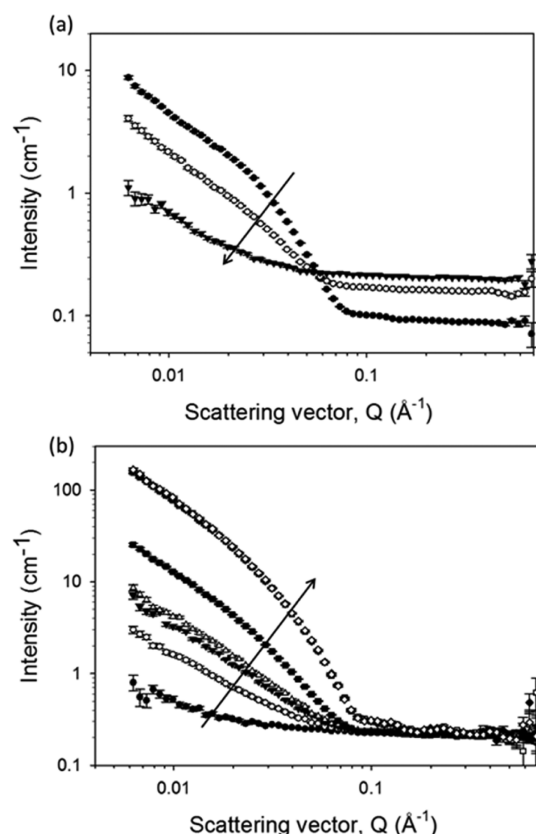 (a)
10
1
0.1
Intensity (cm⁻¹)
0.01
0.1
Scattering vector, Q (Å⁻¹)
(b)
100
10
1
0.1
Intensity (cm⁻¹)
0.01
0.1
Scattering vector, Q (Å⁻¹)